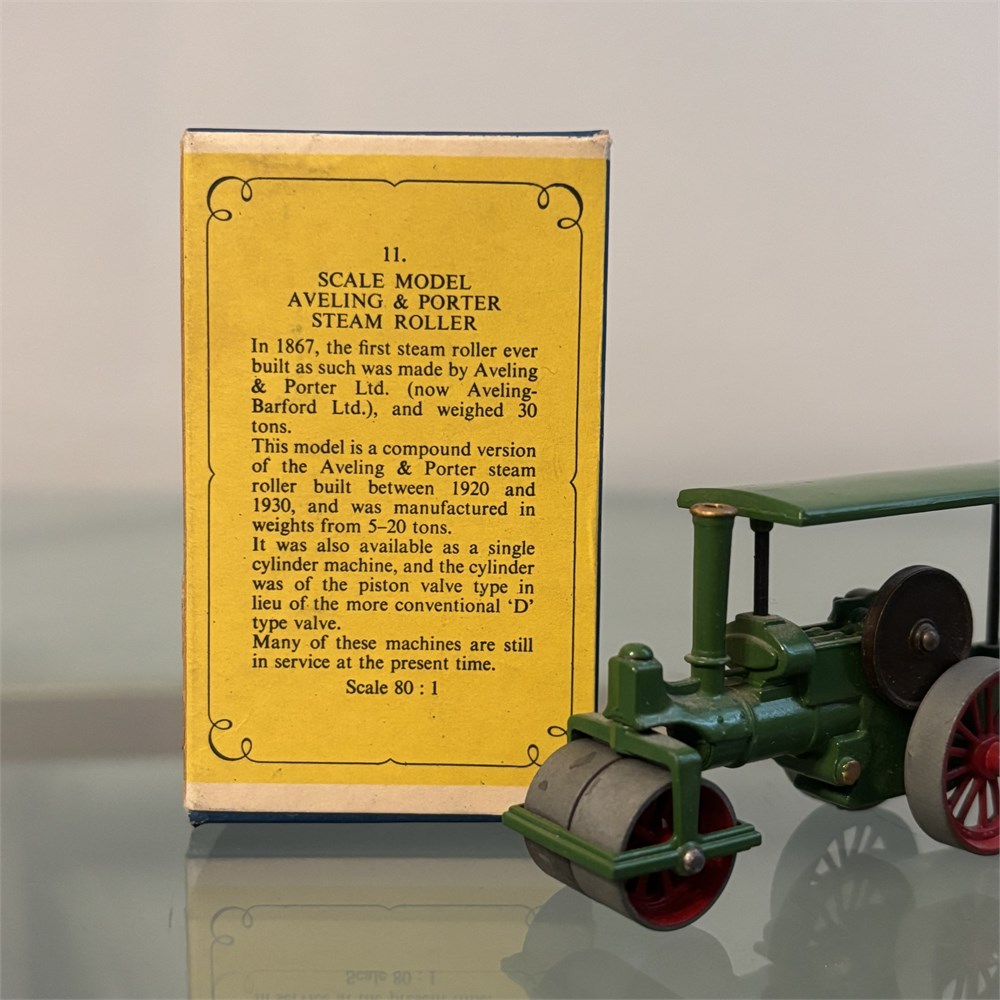 11.
SCALE MODEL
AVELING & PORTER
STEAM ROLLER
In 1867, the first steam roller ever
built as such was made by Aveling
& Porter Ltd. (now Aveling-
Barford Ltd.), and weighed 30
tons.
This model is a compound version
of the Aveling & Porter steam
roller built between 1920 and
1930, and was manufactured in
weights from 5–20 tons.
It was also available as a single
cylinder machine, and the cylinder
was of the piston valve type in
lieu of the more conventional ‘D’
type valve.
Many of these machines are still
in service at the present time.
Scale 80 : 1